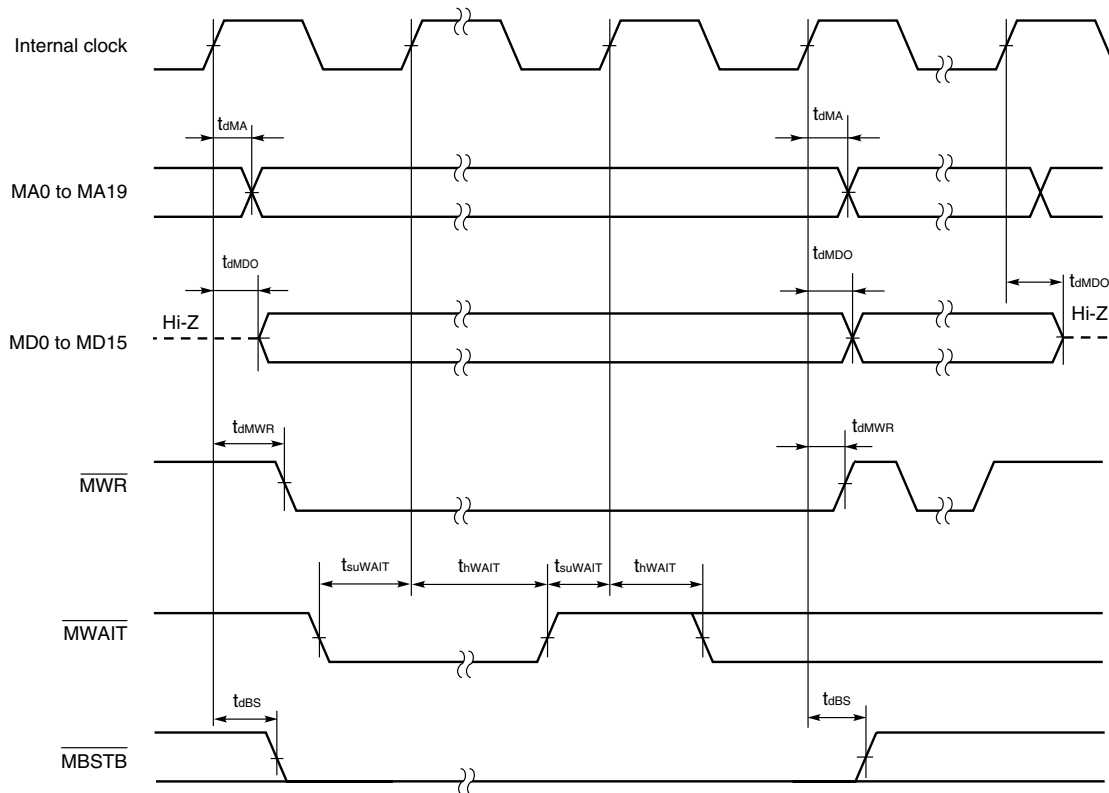 Internal clock
tdMA
tdMA
MA0 to MA19
tdMDO
tdMDO
tdMDO
Hi-Z
Hi-Z
MD0 to MD15
tdMWR
tdMWR
MWR
tsuWAIT
thWAIT
tsuWAIT
thWAIT
MWAIT
tdBS
tdBS
MBSTB